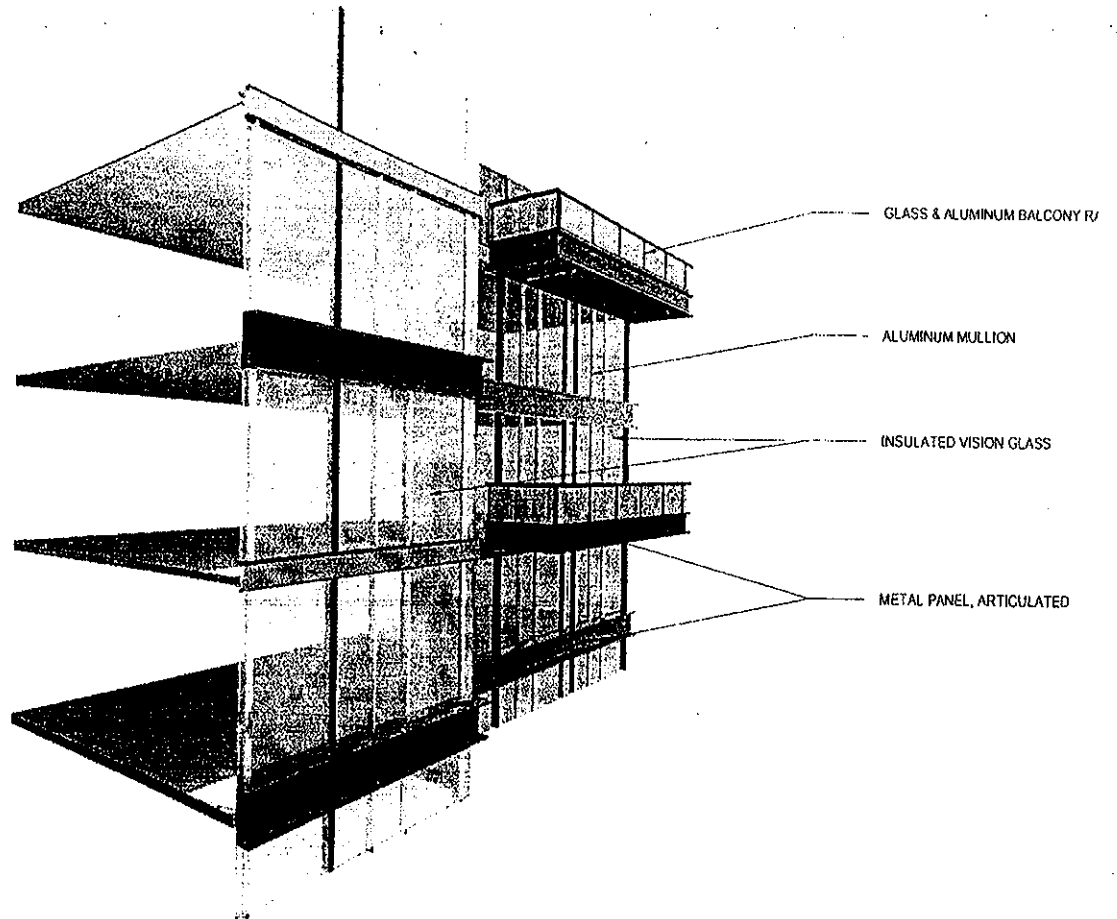 GLASS & ALUMINUM BALCONY
ALUMINUM MULLION
INSULATED VISION GLASS
METAL PANEL, ARTICULATED